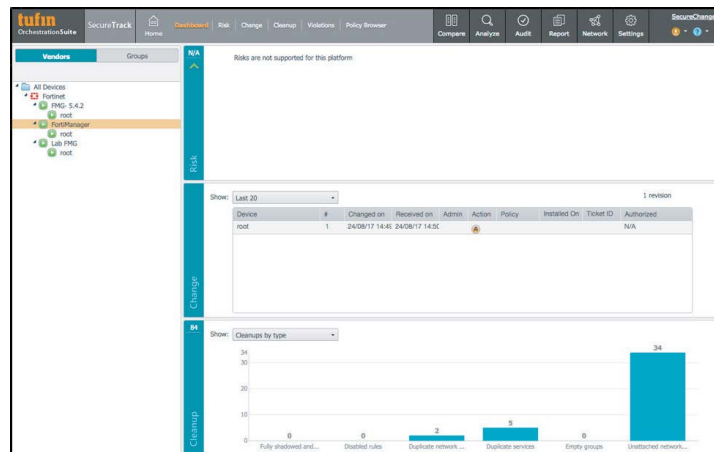 tufin
OrchestrationSuite
SecureTrack
Home
Dashboard Risk Change Cleanup Violations Policy Browser
Compare Analyze Audit Report Network Settings
SecureChange
Vendors Groups
All Devices
Fortinet
FMG- 5.4.2
root
FortiManager
root
Lab FMG
root
N/A
Risks are not supported for this platform
Risk
Show: Last 20
1 revision
Device # Changed on Received on Admin Action Policy Installed On Ticket ID Authorized
root 1 24/08/17 14:4 24/08/17 14:5 A N/A
Change
84
Show: Cleanups by type
34
30
20
10
0
0 0 2 5 0 34
Fully shadowed and... Disabled rules Duplicate network ... Duplicate services Empty groups Unattached network...
Cleanup